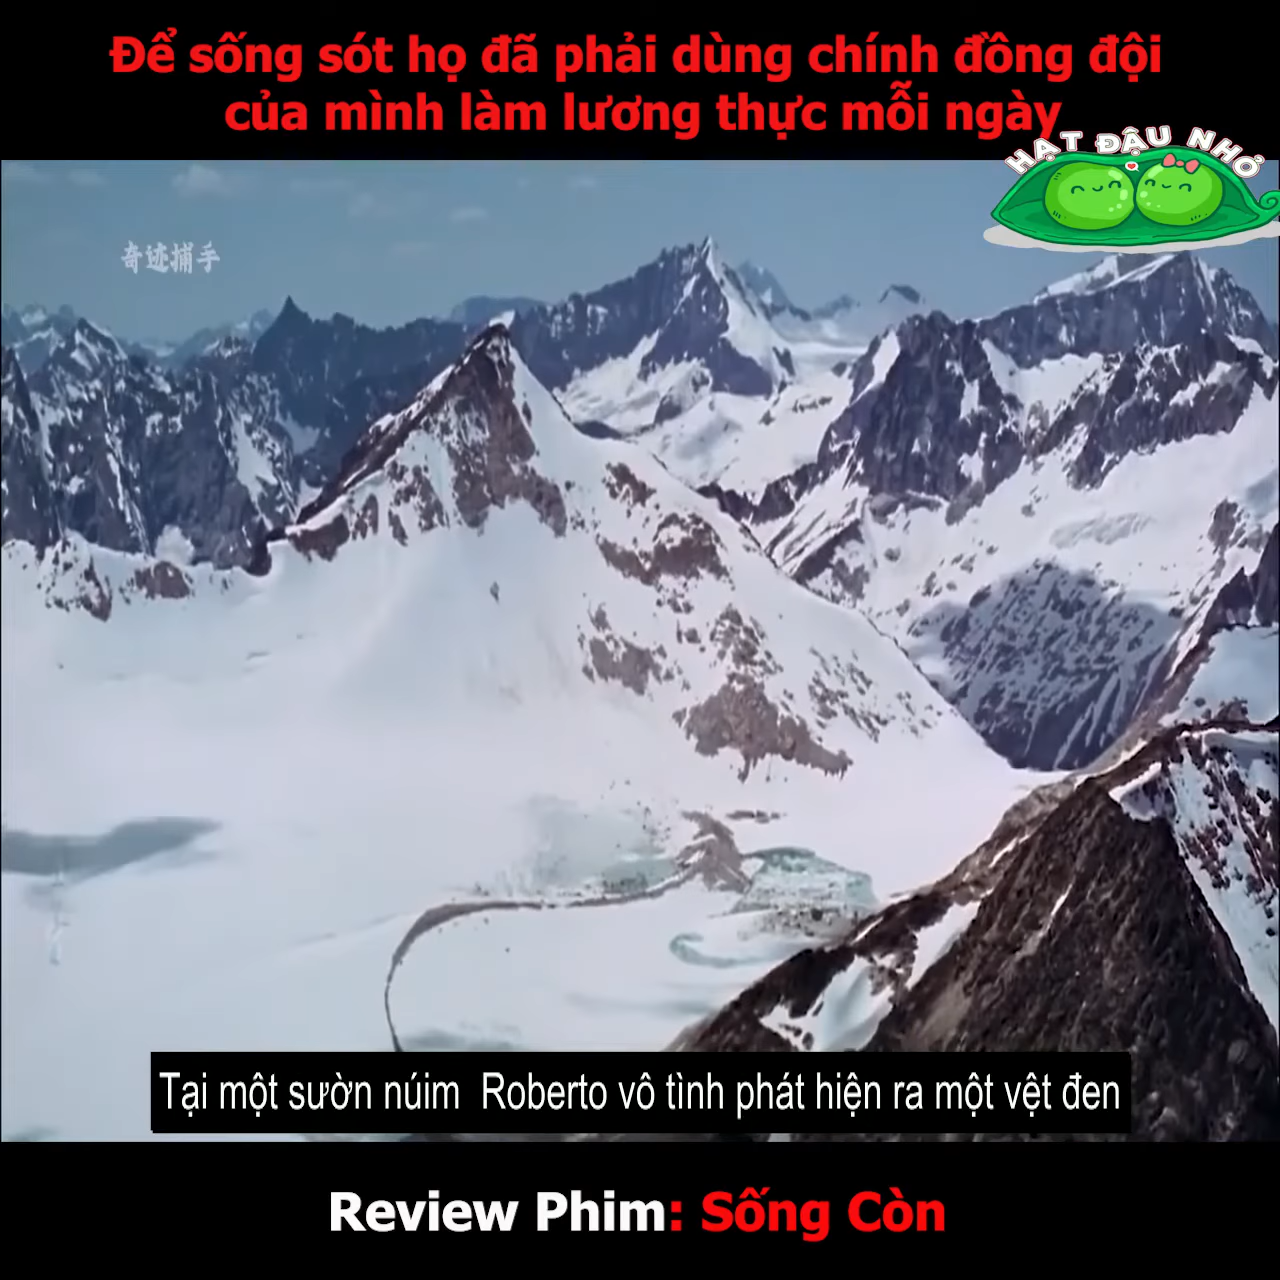 Để sống sót họ đã phải dùng chính đồng đội
của mình làm lương thực mỗi ngày
HẠT ĐẬU NHỎ
奇迹捕手
Tại một sườn núim Roberto vô tình phát hiện ra một vệt đen
Review Phim: Sống Còn